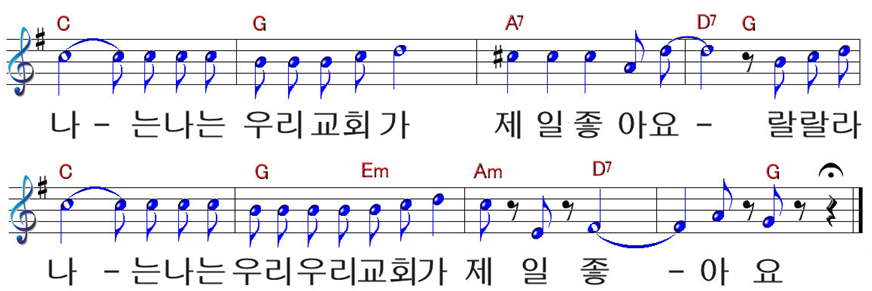 C G A7 D7 G
나 - 는나는 우리교회가 제일좋아요 - 랄랄라
C G Em Am D7 G
나 -는나는우리우리교회가 제 일 좋 -아 요